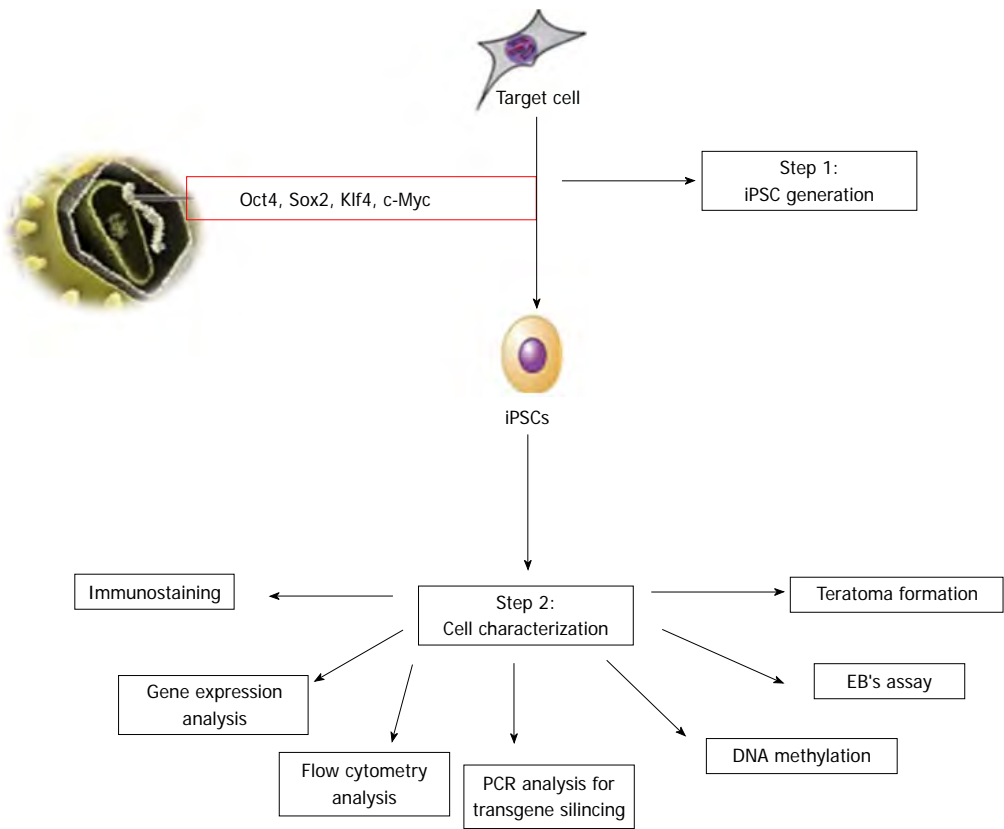 Target cell
Oct4, Sox2, Klf4, c-Myc
Step 1:
iPSC generation
iPSCs
Immunostaining
Step 2:
Cell characterization
Teratoma formation
Gene expression
analysis
EB's assay
Flow cytometry
analysis
PCR analysis for
transgene silincing
DNA methylation